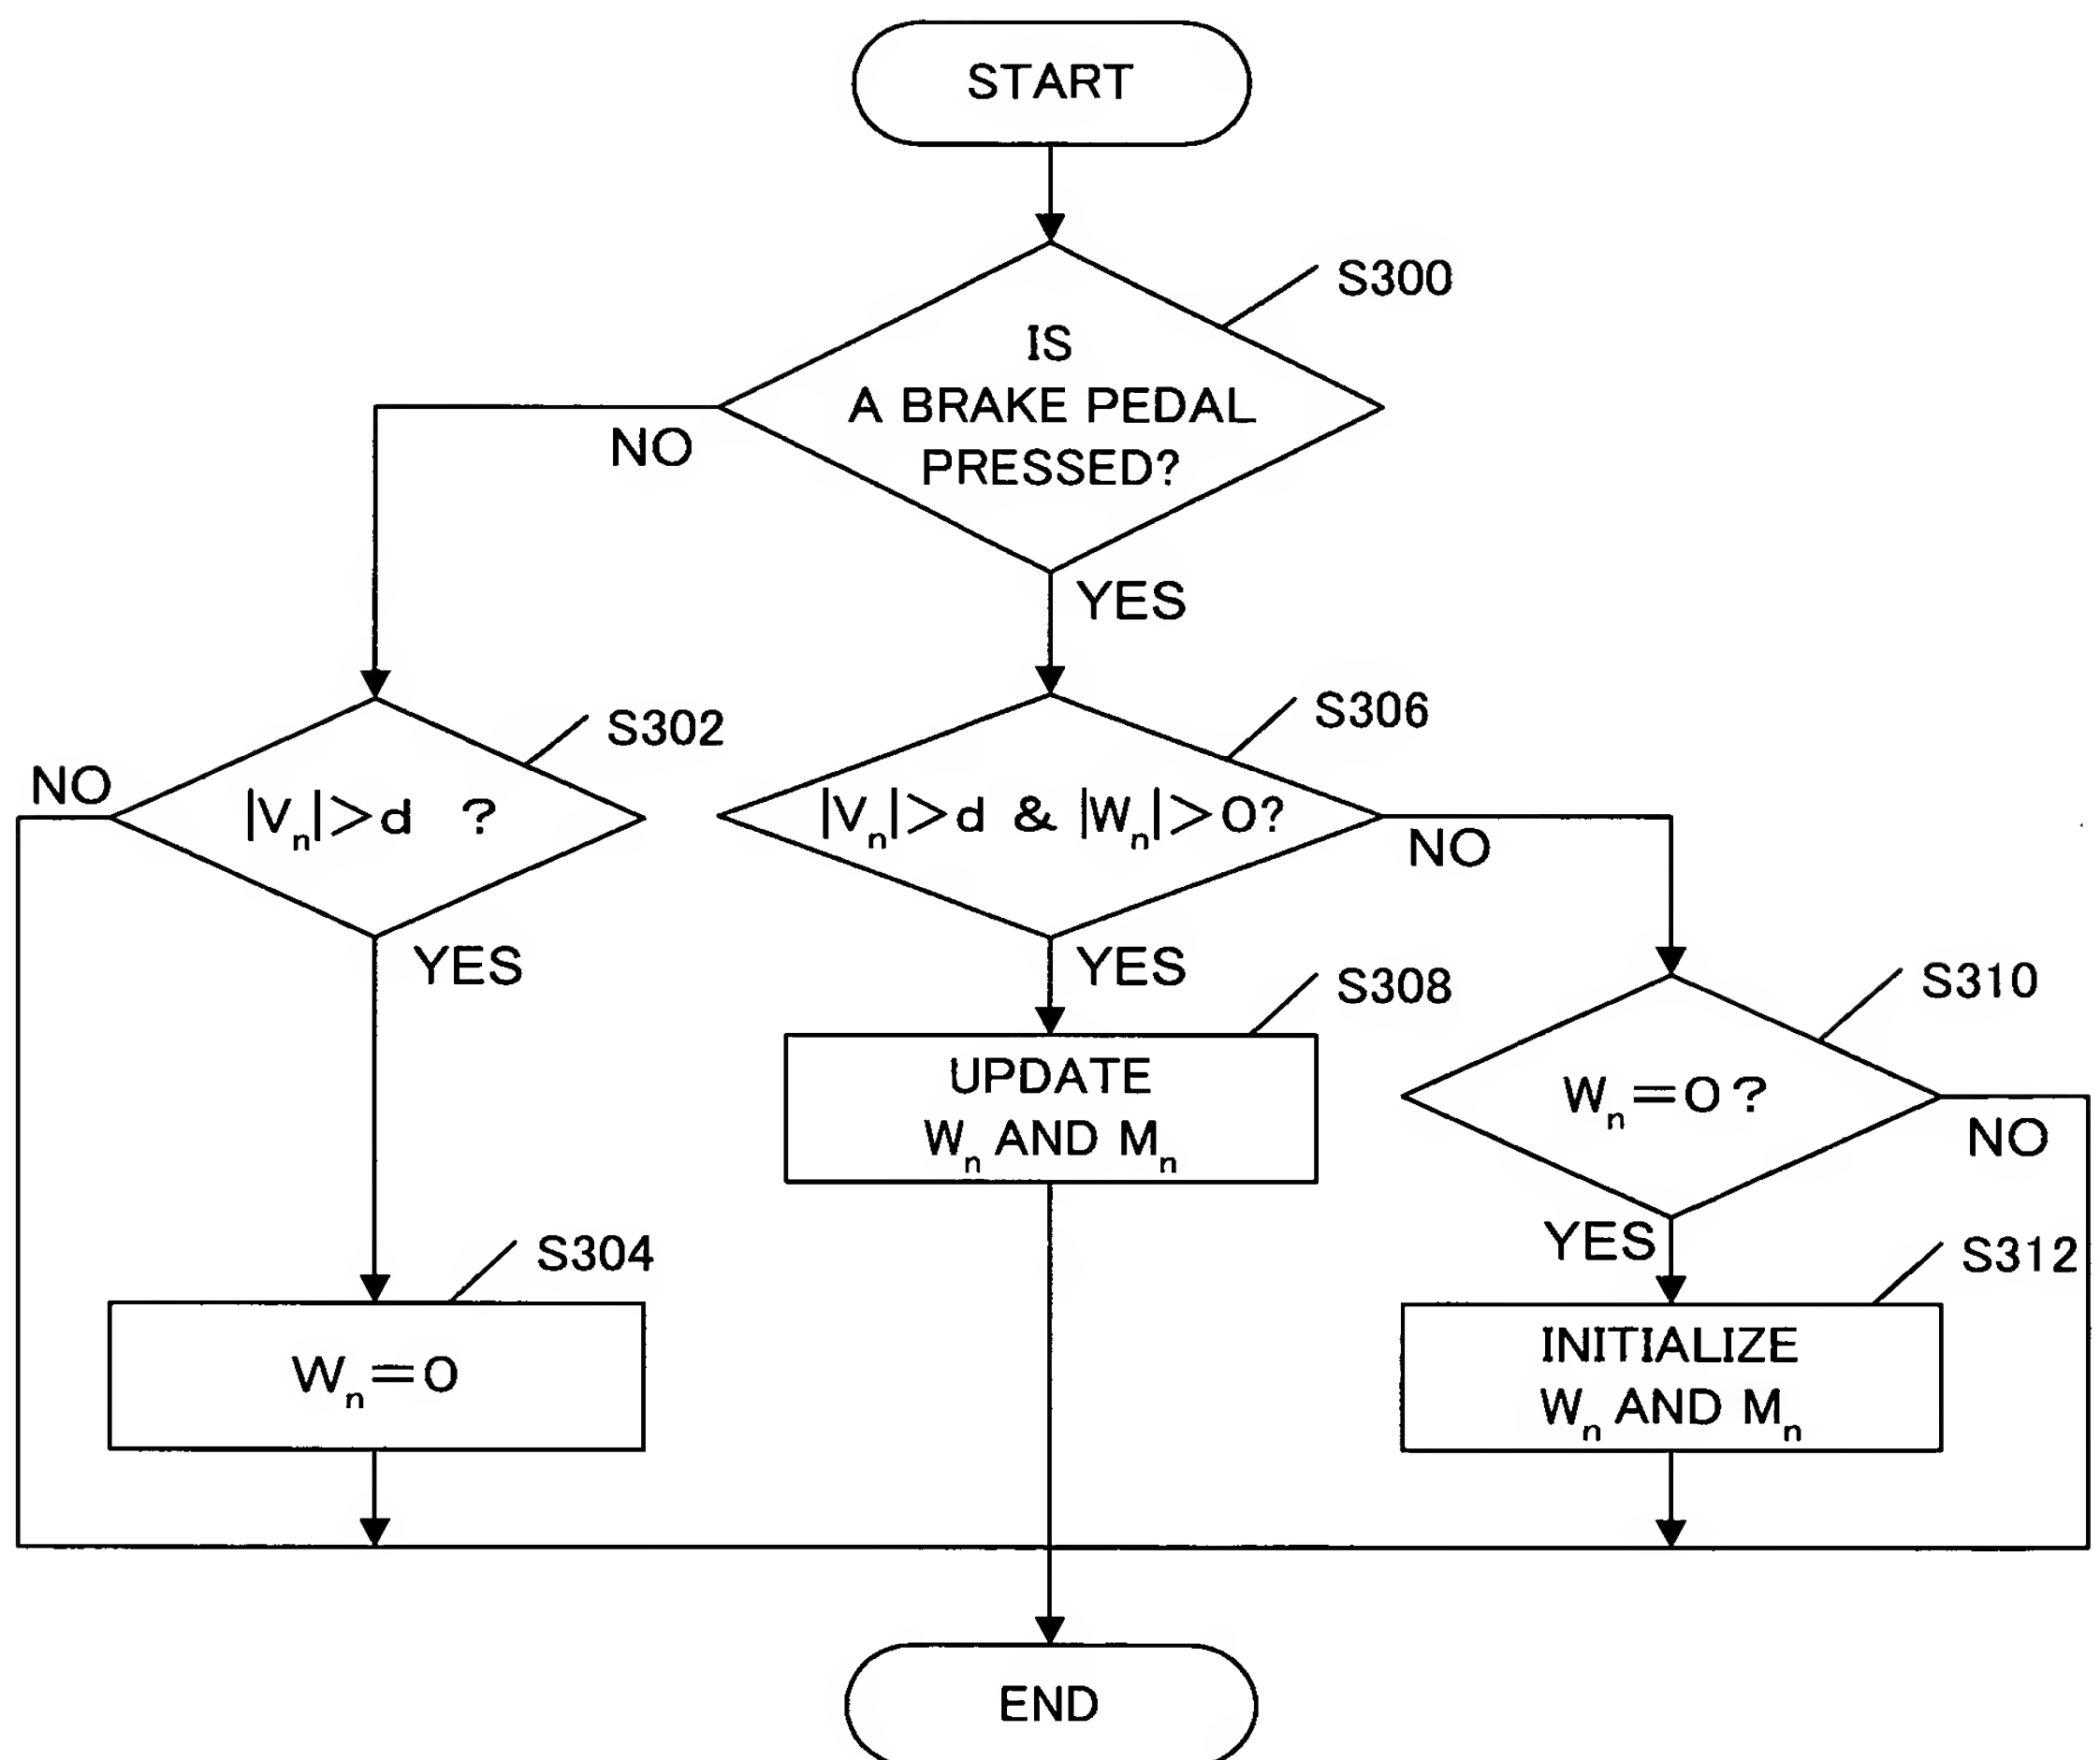 START
S300
IS
A BRAKE PEDAL
PRESSED?
NO
YES
S302
S306
NO
|Vn|>d ?
|Vn|>d & |Wn|>0?
NO
YES
YES
S308
S310
UPDATE
Wn AND Mn
Wn=0?
NO
YES
S304
S312
Wn=0
INITIALIZE
Wn AND Mn
END